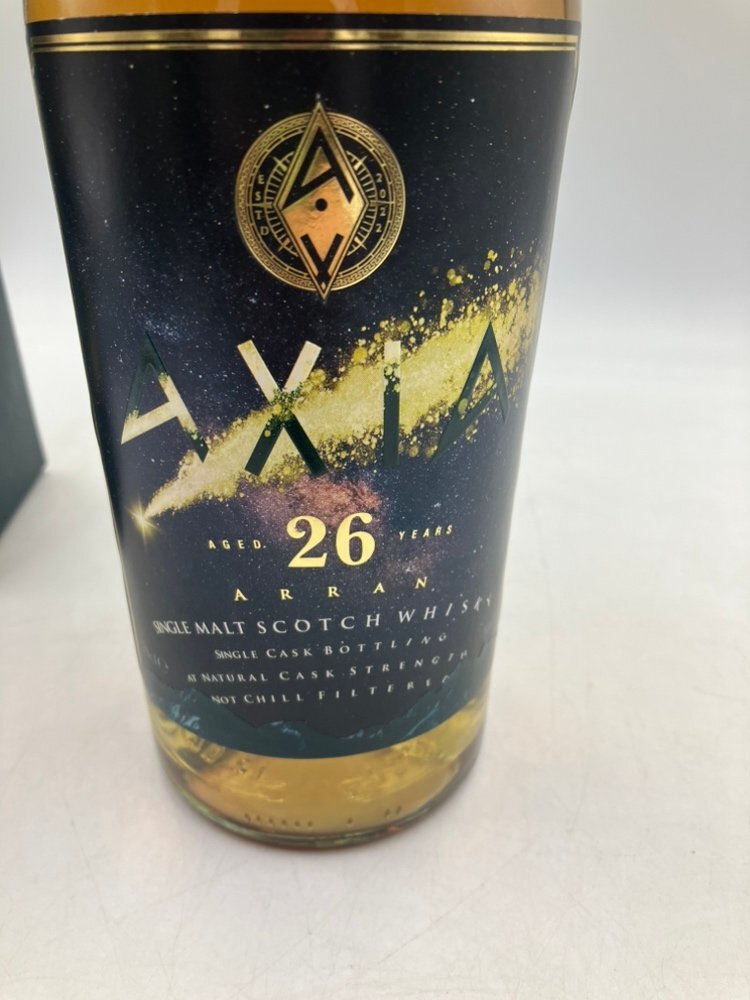 ESTD 2022
AXIA
AGED 26 YEARS
ARRAN
SINGLE MALT SCOTCH WHISKY
SINGLE CASK BOTTLING
AT NATURAL CASK STRENGTH
NOT CHILL FILTERED